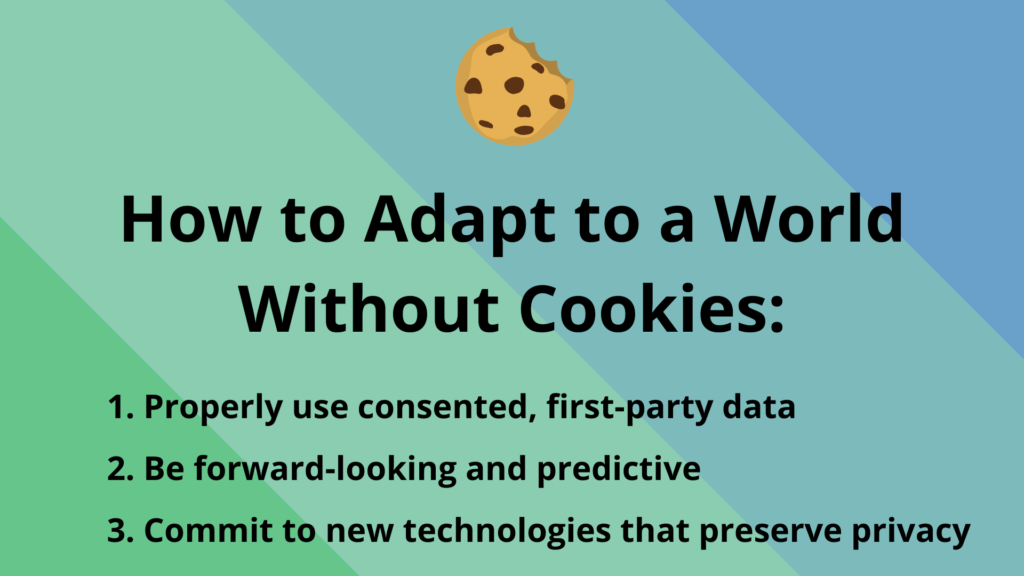 How to Adapt to a World
Without Cookies:
1. Properly use consented, first-party data
2. Be forward-looking and predictive
3. Commit to new technologies that preserve privacy